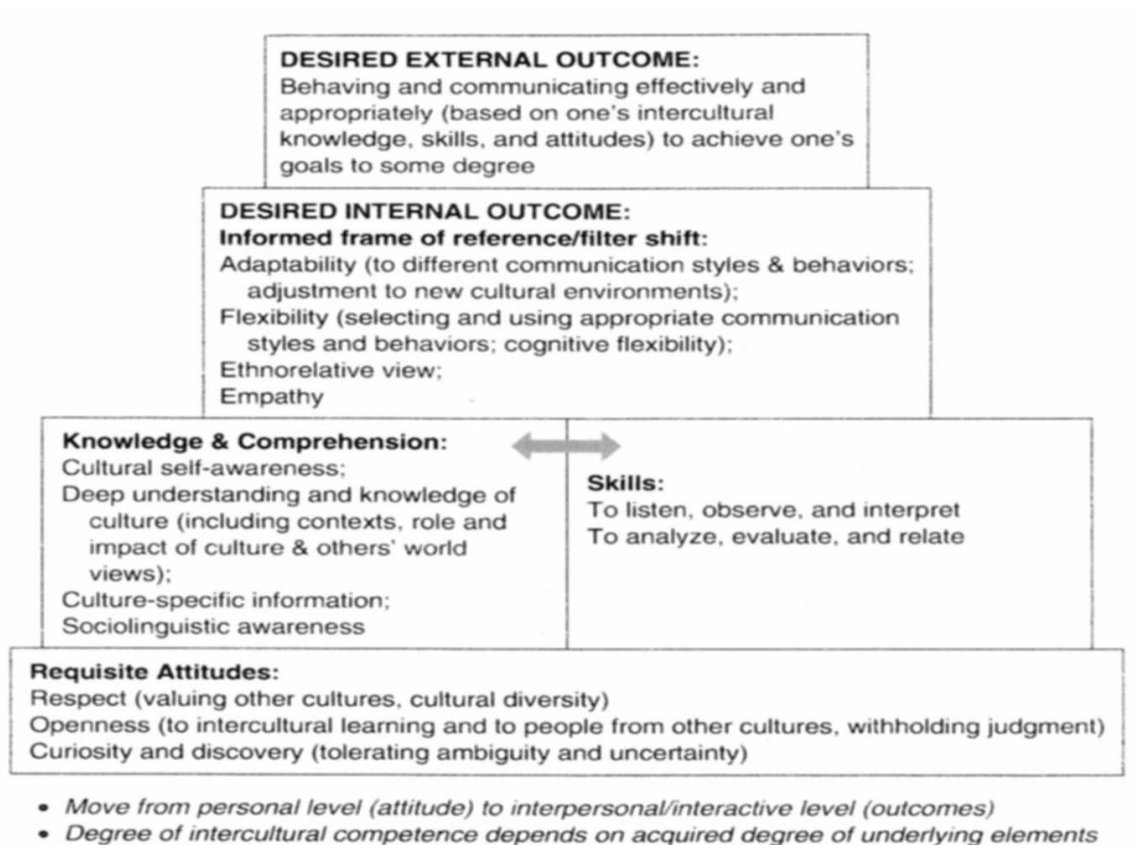 DESIRED EXTERNAL OUTCOME:
Behaving and communicating effectively and
appropriately (based on one's intercultural
knowledge, skills, and attitudes) to achieve one's
goals to some degree
DESIRED INTERNAL OUTCOME:
Informed frame of reference/filter shift:
Adaptability (to different communication styles & behaviors;
adjustment to new cultural environments);
Flexibility (selecting and using appropriate communication
styles and behaviors; cognitive flexibility);
Ethnorelative view;
Empathy
Knowledge & Comprehension:
Cultural self-awareness;
Deep understanding and knowledge of
culture (including contexts, role and
impact of culture & others' world
views);
Culture-specific information;
Sociolinguistic awareness
Skills:
To listen, observe, and interpret
To analyze, evaluate, and relate
Requisite Attitudes:
Respect (valuing other cultures, cultural diversity)
Openness (to intercultural learning and to people from other cultures, withholding judgment)
Curiosity and discovery (tolerating ambiguity and uncertainty)
• Move from personal level (attitude) to interpersonal/interactive level (outcomes)
• Degree of intercultural competence depends on acquired degree of underlying elements